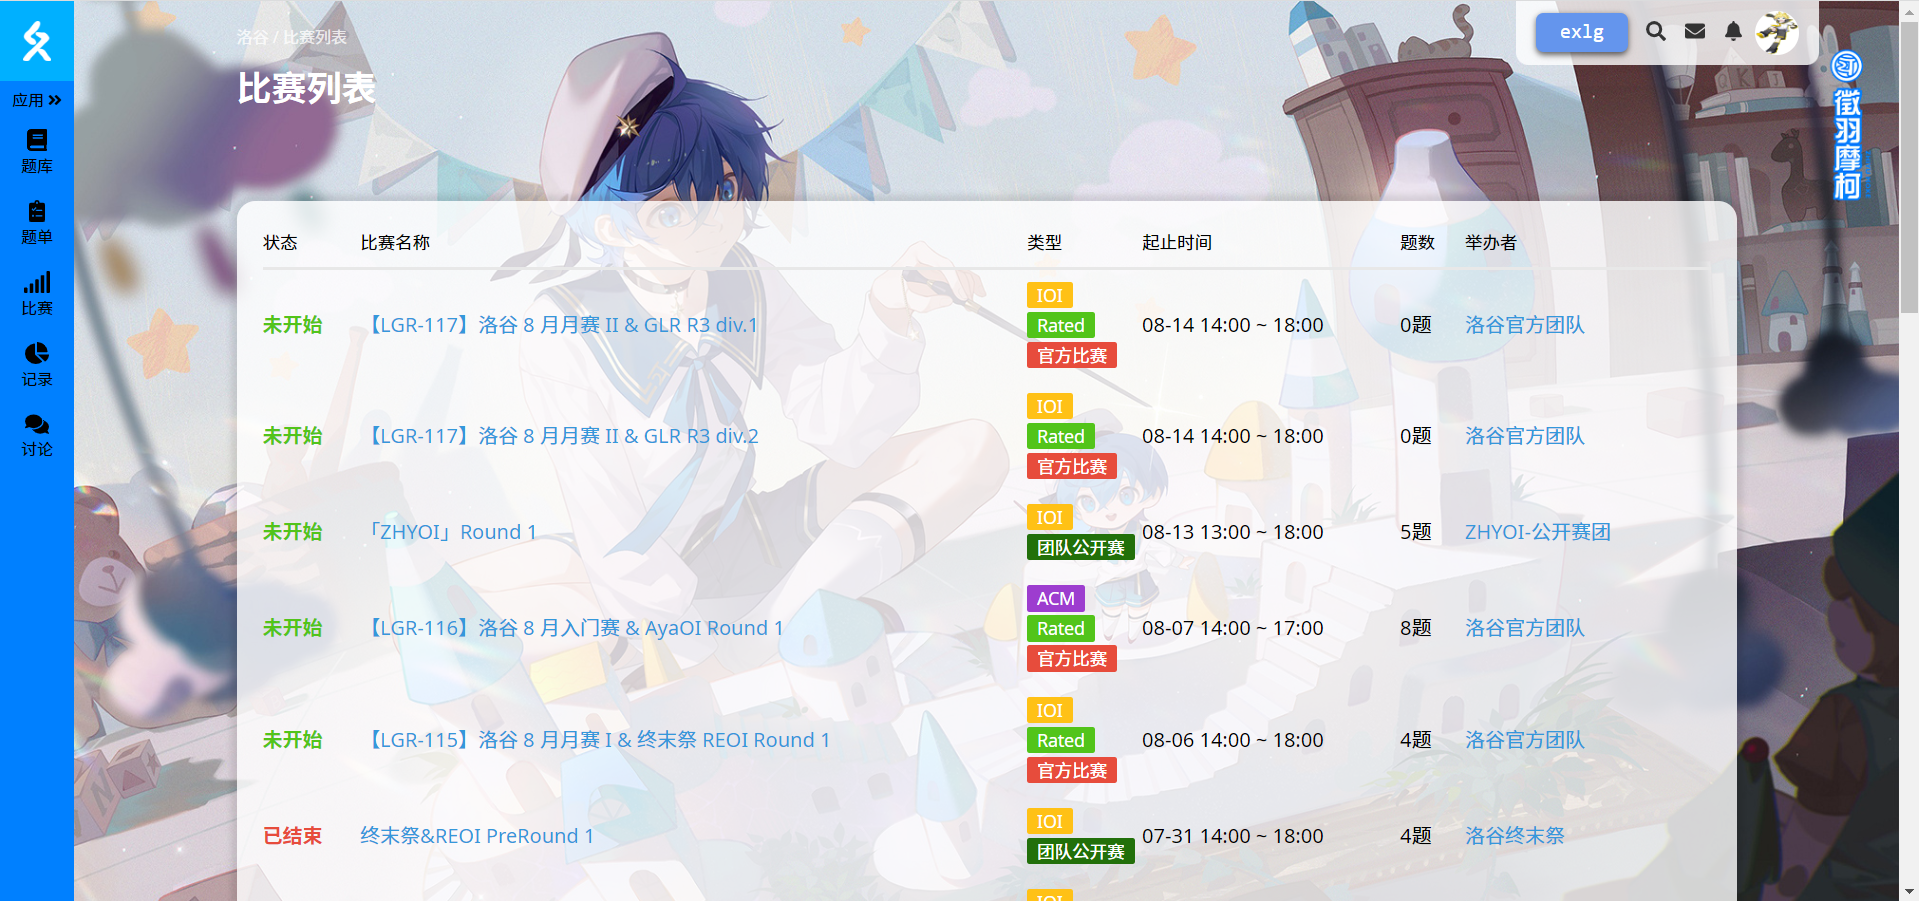 洛谷 / 比赛列表
比赛列表
exlg
徵羽摩柯
应用
题库
题单
比赛
记录
讨论
状态 比赛名称 类型 起止时间 题数 举办者
未开始 【LGR-117】洛谷 8 月月赛 II & GLR R3 div.1 IOI Rated 官方比赛 08-14 14:00 ~ 18:00 0题 洛谷官方团队
未开始 【LGR-117】洛谷 8 月月赛 II & GLR R3 div.2 IOI Rated 官方比赛 08-14 14:00 ~ 18:00 0题 洛谷官方团队
未开始 「ZHYOI」Round 1 IOI 团队公开赛 08-13 13:00 ~ 18:00 5题 ZHYOI-公开赛团
未开始 【LGR-116】洛谷 8 月入门赛 & AyaOI Round 1 ACM Rated 官方比赛 08-07 14:00 ~ 17:00 8题 洛谷官方团队
未开始 【LGR-115】洛谷 8 月月赛 I & 终末祭 REOI Round 1 IOI Rated 官方比赛 08-06 14:00 ~ 18:00 4题 洛谷官方团队
已结束 终末祭&REOI PreRound 1 IOI 团队公开赛 07-31 14:00 ~ 18:00 4题 洛谷终末祭
IOI